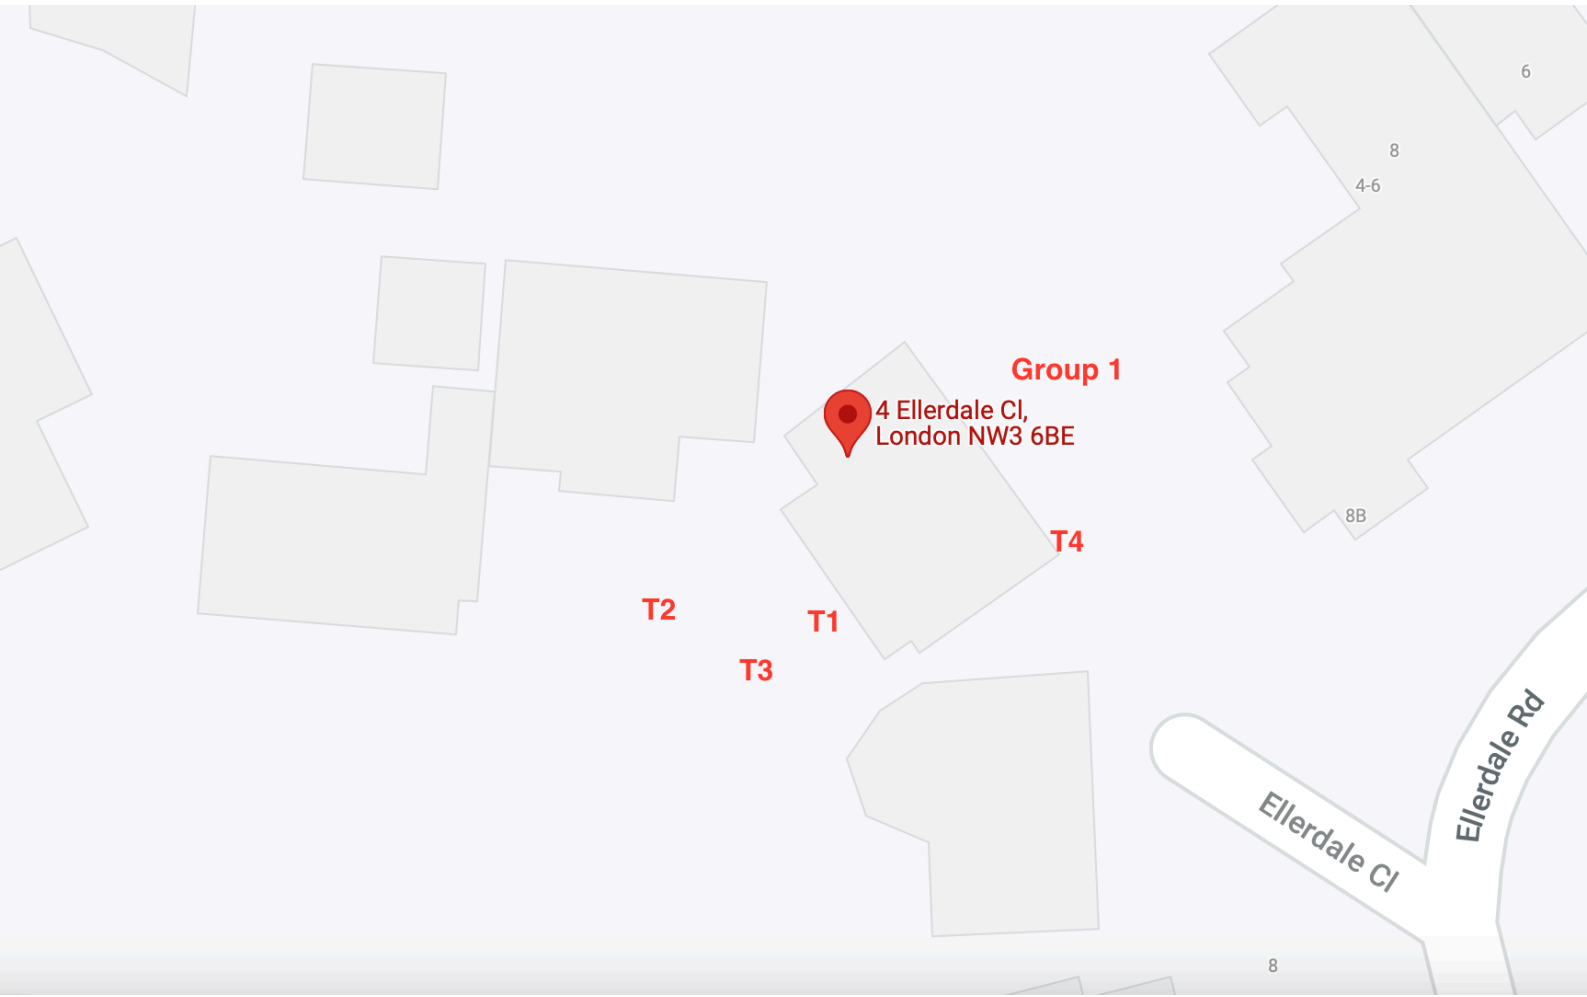 6
8
4-6
Group 1
4 Ellerdale Cl,
London NW3 6BE
8B
T4
T2
T1
T3
Ellerdale Rd
Ellerdale Cl
8